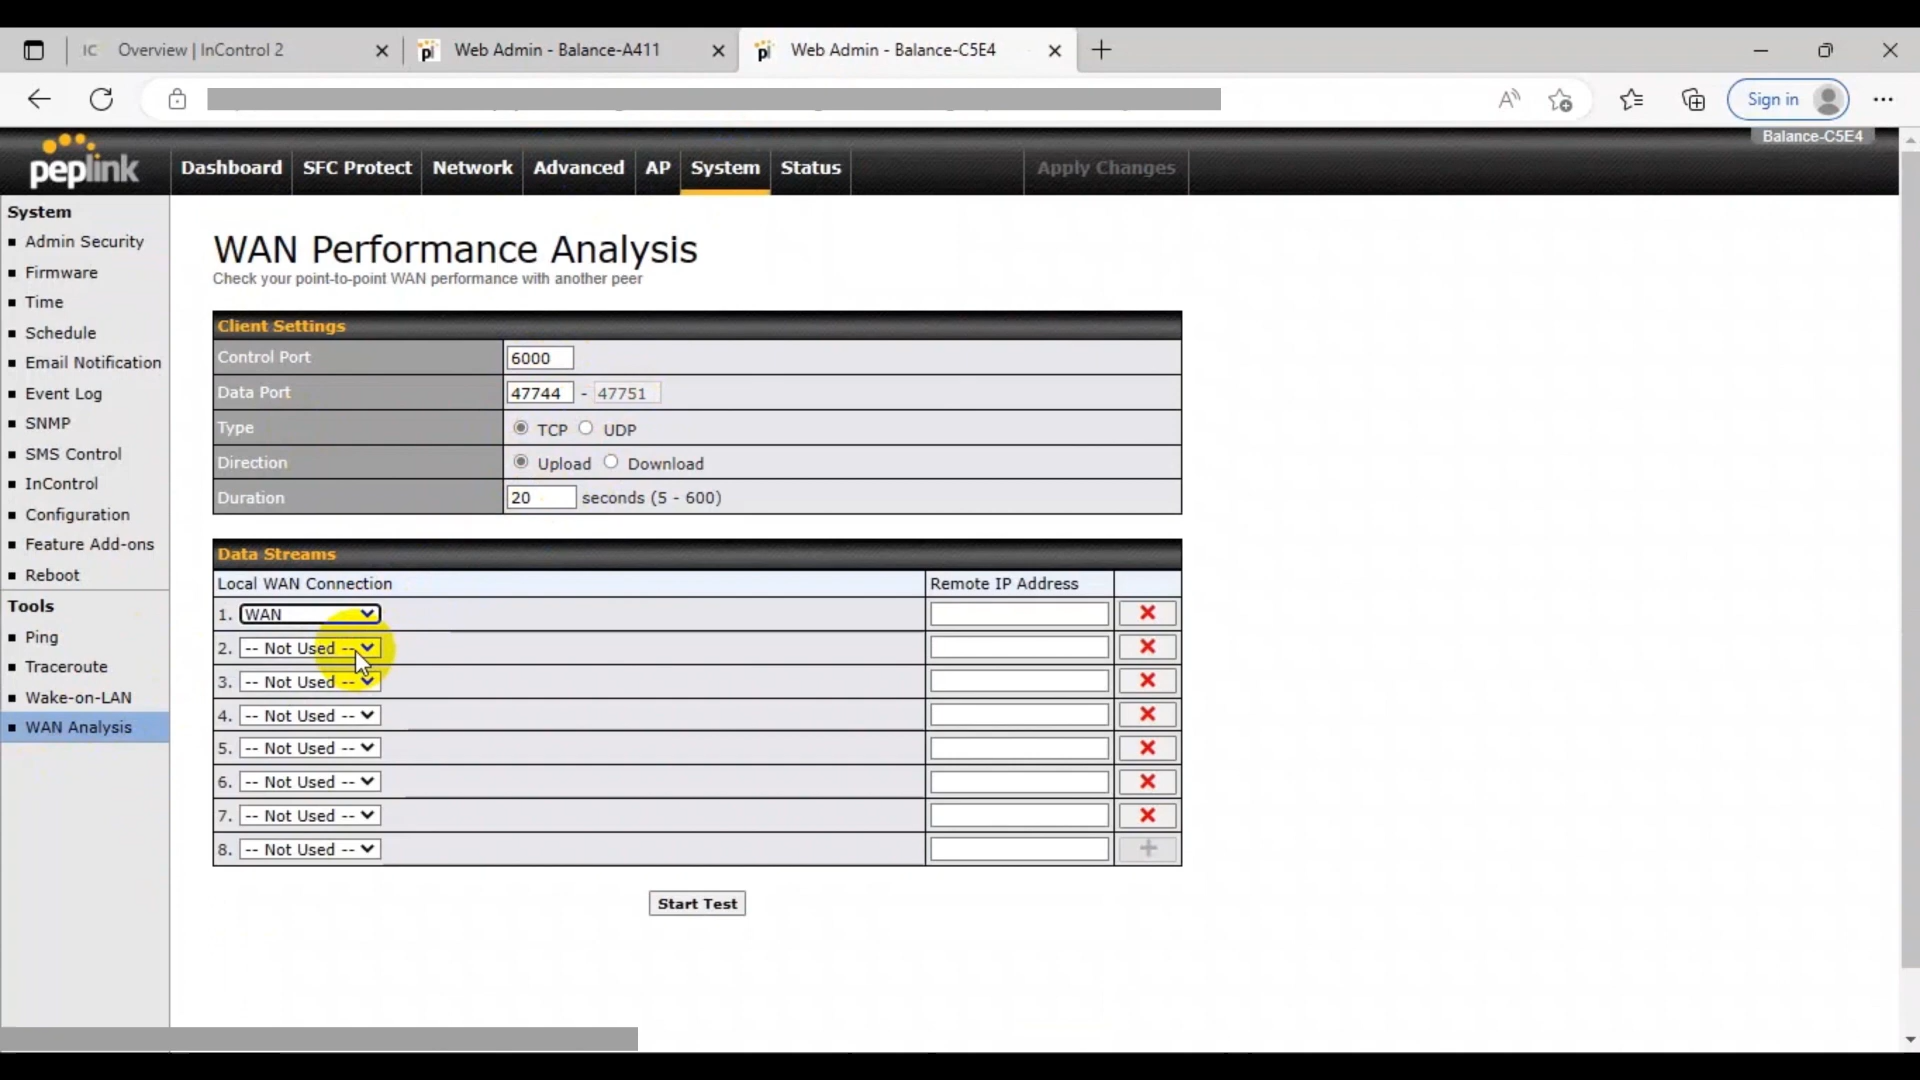 IC Overview | InControl 2
pi Web Admin - Balance-A411
pi Web Admin - Balance-C5E4
Sign in
Balance-C5E4
peplink
Dashboard SFC Protect Network Advanced AP System Status Apply Changes
System
Admin Security
Firmware
Time
Schedule
Email Notification
Event Log
SNMP
SMS Control
InControl
Configuration
Feature Add-ons
Reboot
Tools
Ping
Traceroute
Wake-on-LAN
WAN Analysis
WAN Performance Analysis
Check your point-to-point WAN performance with another peer
Client Settings
Control Port 6000
Data Port 47744 - 47751
Type TCP UDP
Direction Upload Download
Duration 20 seconds (5 - 600)
Data Streams
Local WAN Connection Remote IP Address
1. WAN
2. -- Not Used --
3. -- Not Used --
4. -- Not Used --
5. -- Not Used --
6. -- Not Used --
7. -- Not Used --
8. -- Not Used --
Start Test